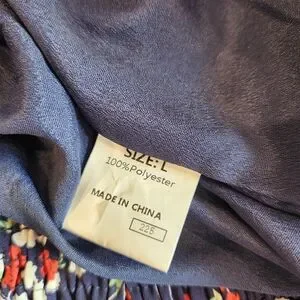 SIZE: L
100% Polyester
MADE IN CHINA
225